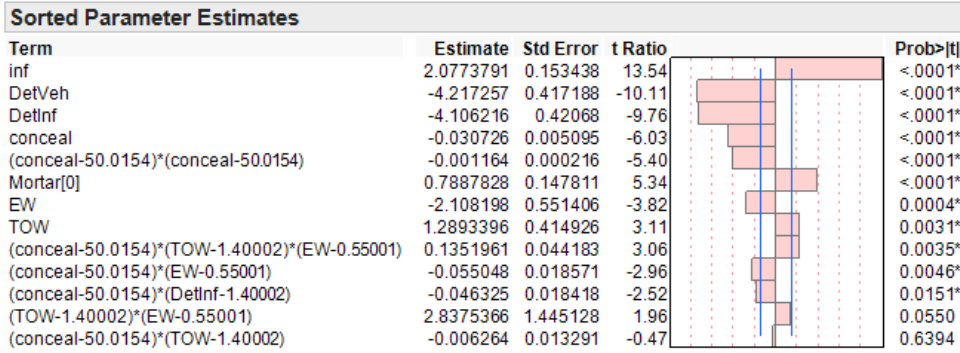 Sorted Parameter Estimates
Term Estimate Std Error t Ratio Prob>|t|
inf 2.0773791 0.153438 13.54 <.0001*
DetVeh -4.217257 0.417188 -10.11 <.0001*
DetInf -4.106216 0.42068 -9.76 <.0001*
conceal -0.030726 0.005095 -6.03 <.0001*
(conceal-50.0154)*(conceal-50.0154) -0.001164 0.000216 -5.40 <.0001*
Mortar[0] 0.7887828 0.147811 5.34 <.0001*
EW -2.108198 0.551406 -3.82 0.0004*
TOW 1.2893396 0.414926 3.11 0.0031*
(conceal-50.0154)*(TOW-1.40002)*(EW-0.55001) 0.1351961 0.044183 3.06 0.0035*
(conceal-50.0154)*(EW-0.55001) -0.055048 0.018571 -2.96 0.0046*
(conceal-50.0154)*(DetInf-1.40002) -0.046325 0.018418 -2.52 0.0151*
(TOW-1.40002)*(EW-0.55001) 2.8375366 1.445128 1.96 0.0550
(conceal-50.0154)*(TOW-1.40002) -0.006264 0.013291 -0.47 0.6394